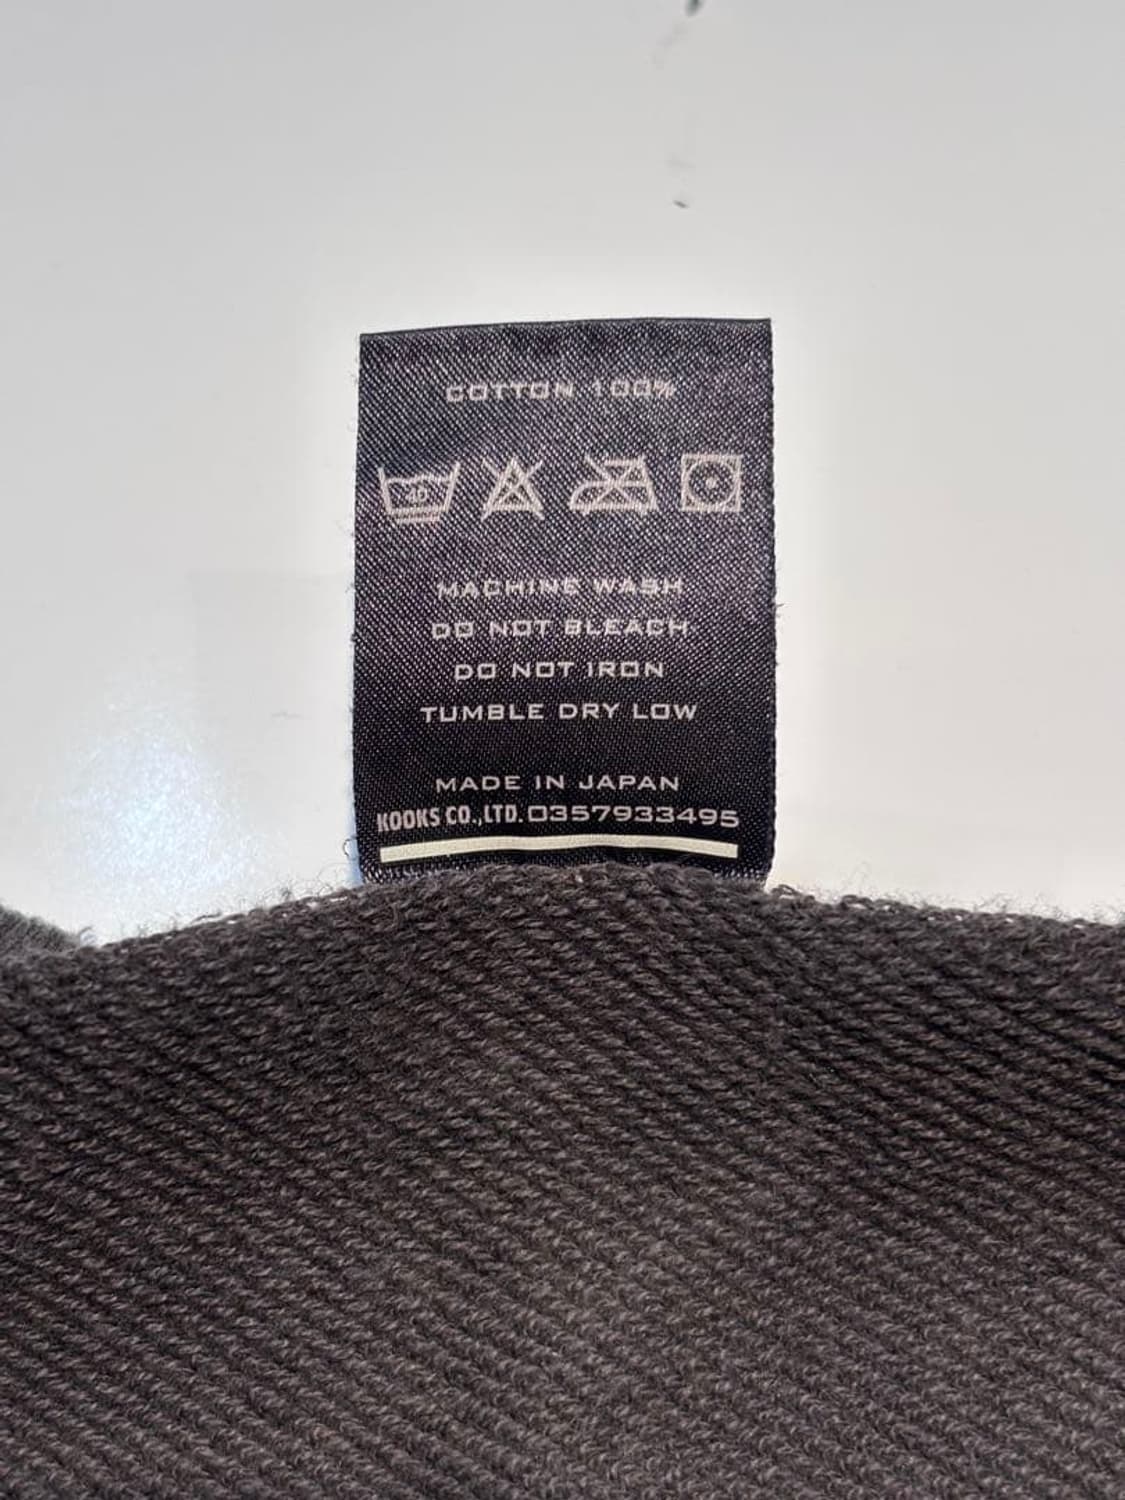 COTTON 100%
40
MACHINE WASH
DO NOT BLEACH
DO NOT IRON
TUMBLE DRY LOW
MADE IN JAPAN
KOOKS CO.,LTD. 0357933495